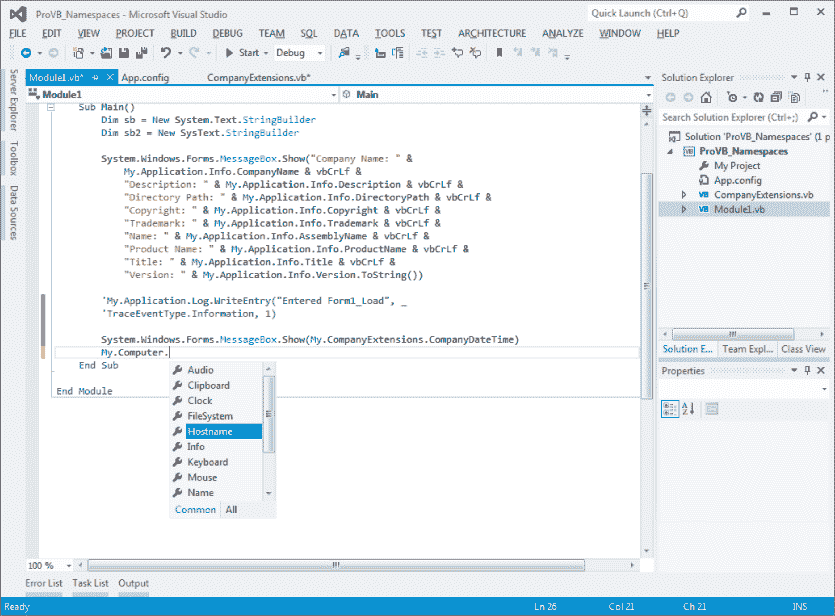 ProVB_Namespaces - Microsoft Visual Studio
Quick Launch (Ctrl+Q)
FILE EDIT VIEW PROJECT BUILD DEBUG TEAM SQL DATA TOOLS TEST ARCHITECTURE ANALYZE WINDOW HELP
Start Debug
Server Explorer
Toolbox
Data Sources
Module1.vb* App.config CompanyExtensions.vb*
Module1 Main
Sub Main()
Dim sb = New System.Text.StringBuilder
Dim sb2 = New SysText.StringBuilder
System.Windows.Forms.MessageBox.Show("Company Name: " &
My.Application.Info.CompanyName & vbCrLf &
"Description: " & My.Application.Info.Description & vbCrLf &
"Directory Path: " & My.Application.Info.DirectoryPath & vbCrLf &
"Copyright: " & My.Application.Info.Copyright & vbCrLf &
"Trademark: " & My.Application.Info.Trademark & vbCrLf &
"Name: " & My.Application.Info.AssemblyName & vbCrLf &
"Product Name: " & My.Application.Info.ProductName & vbCrLf &
"Title: " & My.Application.Info.Title & vbCrLf &
"Version: " & My.Application.Info.Version.ToString())
'My.Application.Log.WriteEntry("Entered Form1_Load", _
'TraceEventType.Information, 1)
System.Windows.Forms.MessageBox.Show(My.CompanyExtensions.CompanyDateTime)
My.Computer.
End Sub
End Module
Audio
Clipboard
Clock
FileSystem
Hostname
Info
Keyboard
Mouse
Name
Common All
100 %
Solution Explorer
Search Solution Explorer (Ctrl+;)
Solution 'ProVB_Namespaces' (1 p
ProVB_Namespaces
My Project
App.config
CompanyExtensions.vb
Module1.vb
Solution E... Team Expl... Class View
Properties
Error List Task List Output
Ready Ln 26 Col 21 Ch 21 INS